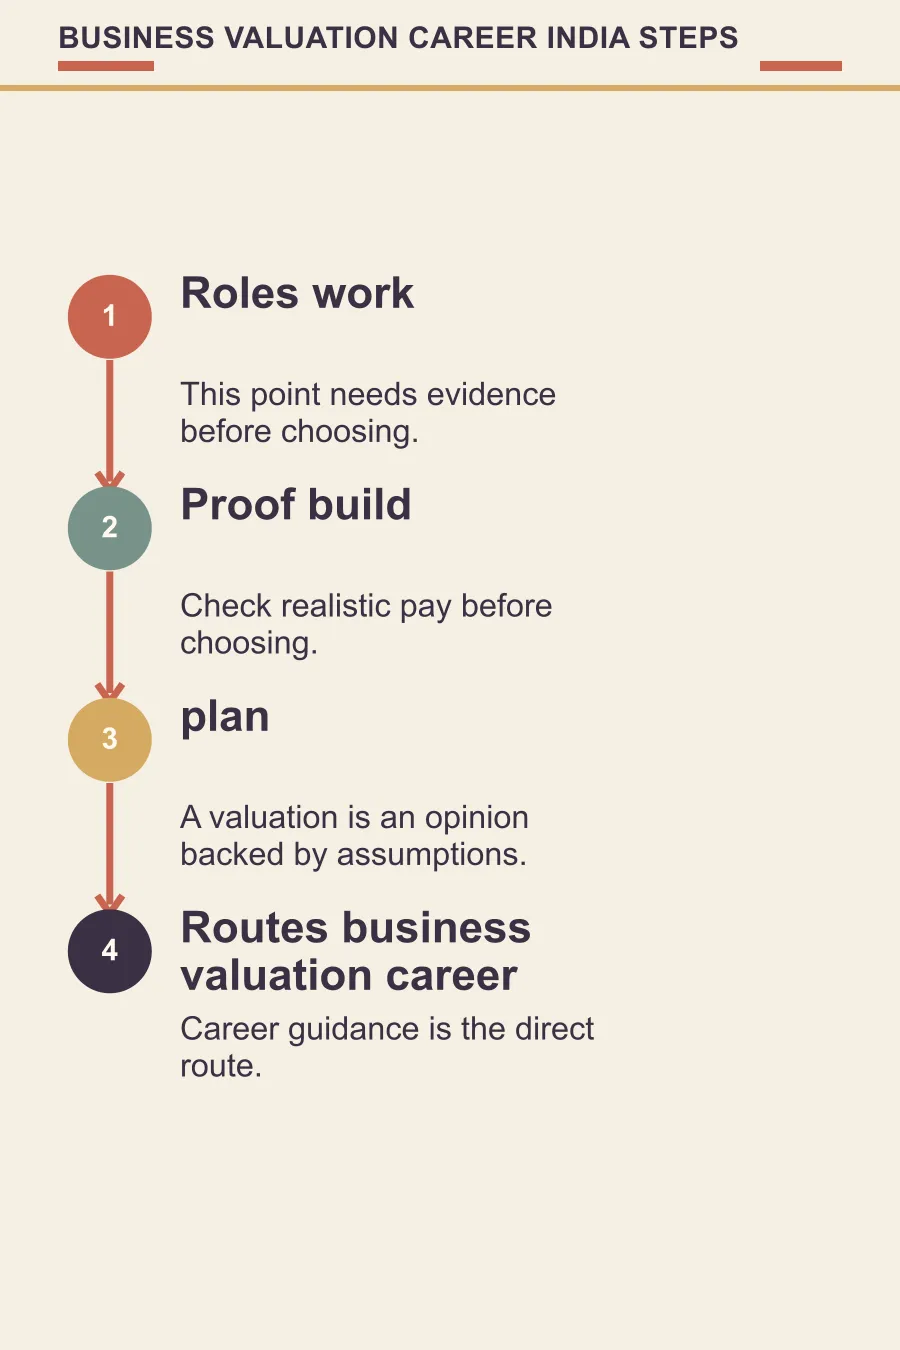 BUSINESS VALUATION CAREER INDIA STEPS
1
Roles work
This point needs evidence
before choosing.
2
Proof build
Check realistic pay before
choosing.
3
plan
A valuation is an opinion
backed by assumptions.
4
Routes business
valuation career
Career guidance is the direct
route.